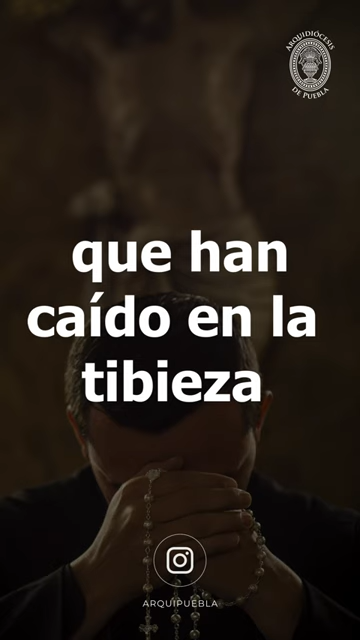 ARQUIDIÓCESIS
DE PUEBLA
que han
caído en la
tibieza
ARQUIPUEBLA